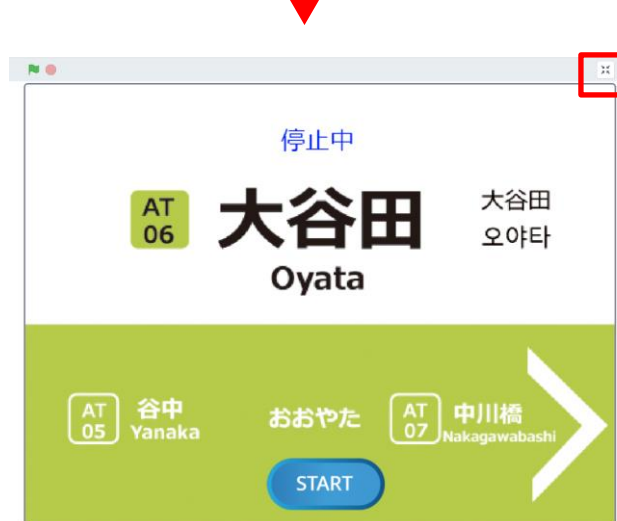 停止中
AT
06
大谷田
Oyata
大谷田
오야타
AT
05
谷中
Yanaka
おおやた
AT
07
中川橋
Nakagawabashi
START